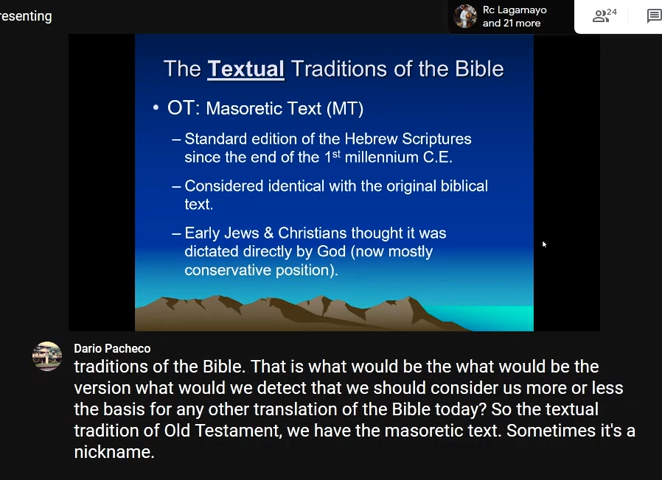 resenting
Rc Lagamayo
and 21 more
24
The Textual Traditions of the Bible
• OT: Masoretic Text (MT)
– Standard edition of the Hebrew Scriptures
since the end of the 1st millennium C.E.
– Considered identical with the original biblical
text.
– Early Jews & Christians thought it was
dictated directly by God (now mostly
conservative position).
Dario Pacheco
traditions of the Bible. That is what would be the what would be the
version what would we detect that we should consider us more or less
the basis for any other translation of the Bible today? So the textual
tradition of Old Testament, we have the masoretic text. Sometimes it's a
nickname.